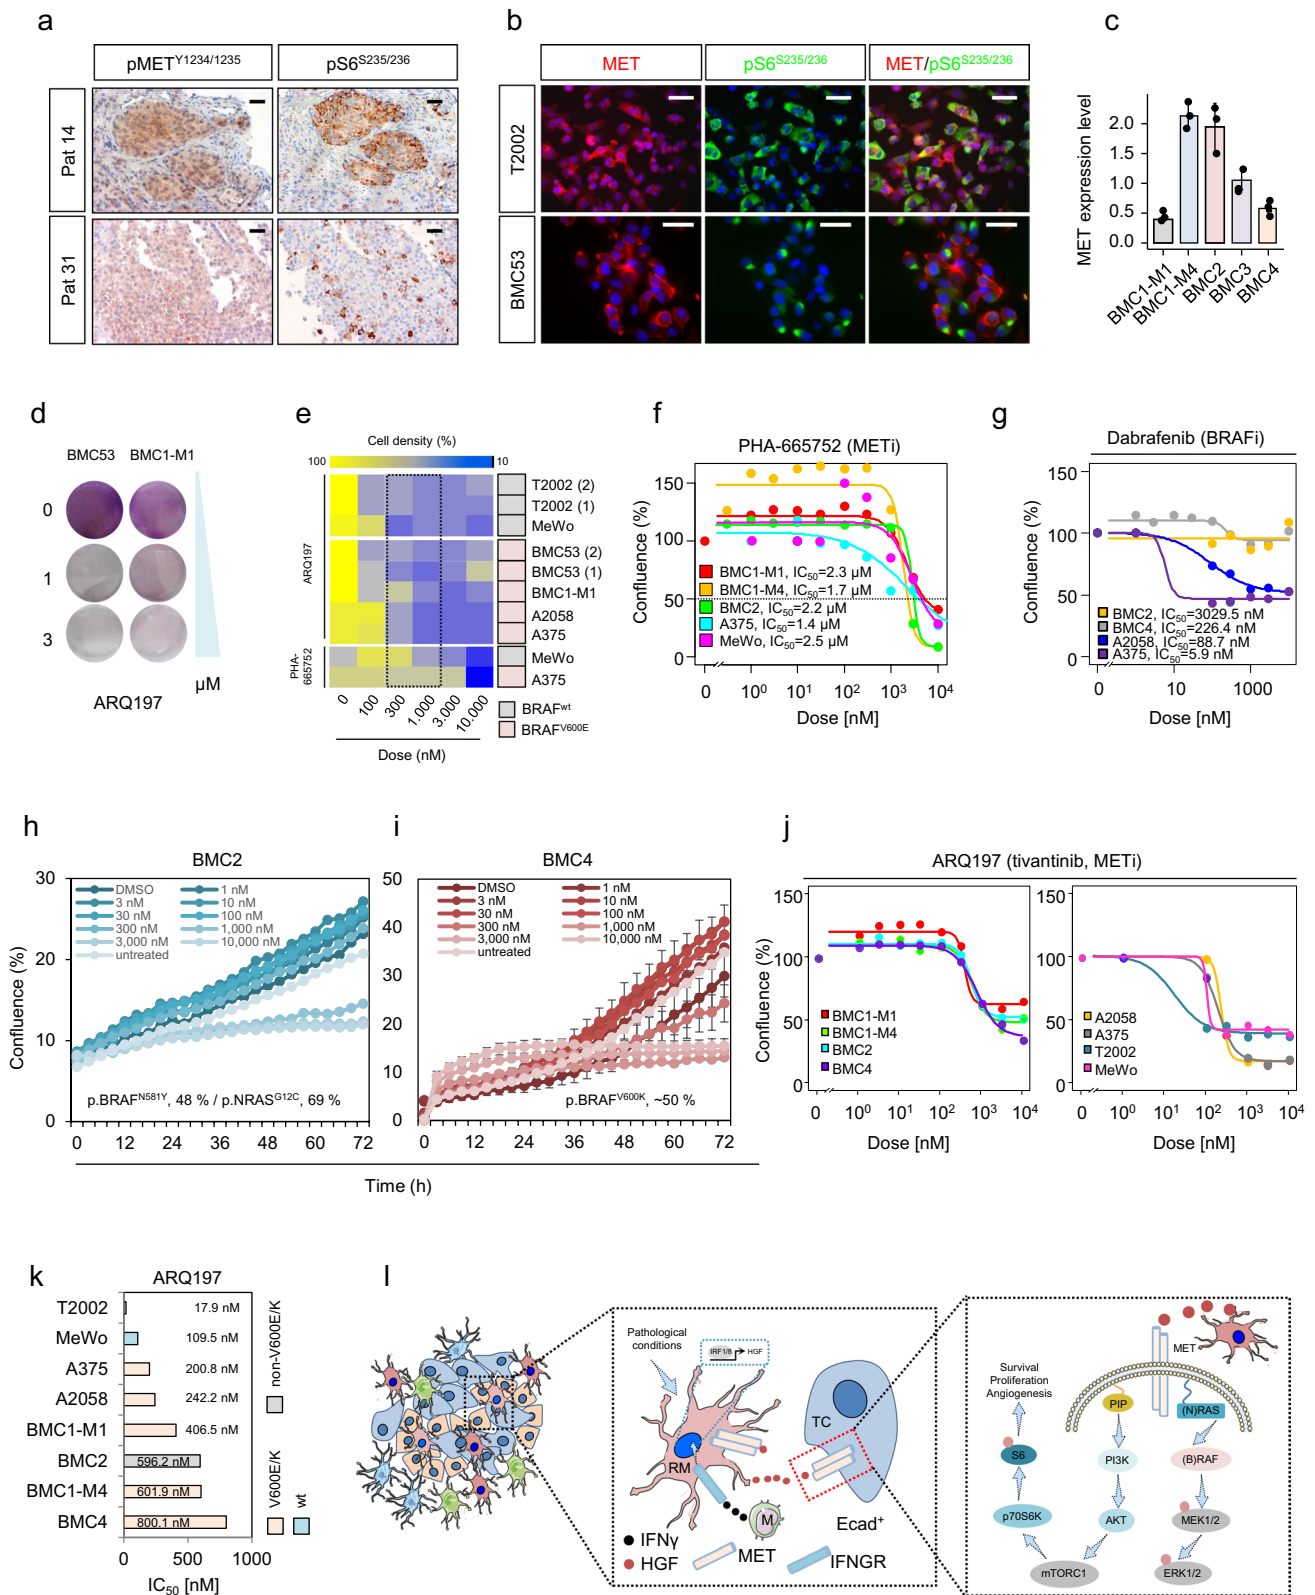 a
pMET^Y1234/1235
pS6^S235/236
Pat 14
Pat 31
b
MET
pS6^S235/236
MET/pS6^S235/236
T2002
BMC53
c
MET expression level
2.0
1.0
0.5
0.0
BMC1-M1
BMC1-M4
BMC2
BMC3
BMC4
d
BMC53
BMC1-M1
0
1
3
µM
ARQ197
e
Cell density (%)
100
10
ARQ197
PHA-
665752
T2002 (2)
T2002 (1)
MeWo
BMC53 (2)
BMC53 (1)
BMC1-M1
A2058
A375
MeWo
A375
0
100
300
1.000
3.000
10.000
Dose (nM)
BRAF^wt
BRAF^V600E
f
PHA-665752 (METi)
Confluence (%)
150
100
50
0
BMC1-M1, IC50=2.3 µM
BMC1-M4, IC50=1.7 µM
BMC2, IC50=2.2 µM
A375, IC50=1.4 µM
MeWo, IC50=2.5 µM
0 10^0 10^1 10^2 10^3 10^4
Dose [nM]
g
Dabrafenib (BRAFi)
Confluence (%)
100
50
0
BMC2, IC50=3029.5 nM
BMC4, IC50=226.4 nM
A2058, IC50=88.7 nM
A375, IC50=5.9 nM
0 10 1000
Dose [nM]
h
BMC2
Confluence (%)
30
20
10
0
DMSO 1 nM
3 nM 10 nM
30 nM 100 nM
300 nM 1,000 nM
3,000 nM 10,000 nM
untreated
p.BRAF^N581Y, 48 % / p.NRAS^G12C, 69 %
0 12 24 36 48 60 72
i
BMC4
50
40
30
20
10
0
DMSO 1 nM
3 nM 10 nM
30 nM 100 nM
300 nM 1,000 nM
3,000 nM 10,000 nM
untreated
p.BRAF^V600K, ~50 %
0 12 24 36 48 60 72
Time (h)
j
ARQ197 (tivantinib, METi)
Confluence (%)
150
100
50
0
BMC1-M1
BMC1-M4
BMC2
BMC4
0 10^0 10^1 10^2 10^3 10^4
Dose [nM]
150
100
50
0
A2058
A375
T2002
MeWo
0 10^0 10^1 10^2 10^3 10^4
Dose [nM]
k
ARQ197
T2002 17.9 nM
MeWo 109.5 nM
A375 200.8 nM
A2058 242.2 nM
BMC1-M1 406.5 nM
BMC2 596.2 nM
BMC1-M4 601.9 nM
BMC4 800.1 nM
0 500 1000
IC50 [nM]
non-V600E/K
V600E/K
wt
l
Pathological
conditions
IRF1/8
HGF
RM
TC
M
Ecad⁺
IFNγ
HGF
MET
IFNGR
MET
Survival
Proliferation
Angiogenesis
PIP
(N)RAS
S6
PI3K
(B)RAF
p70S6K
AKT
MEK1/2
mTORC1
ERK1/2